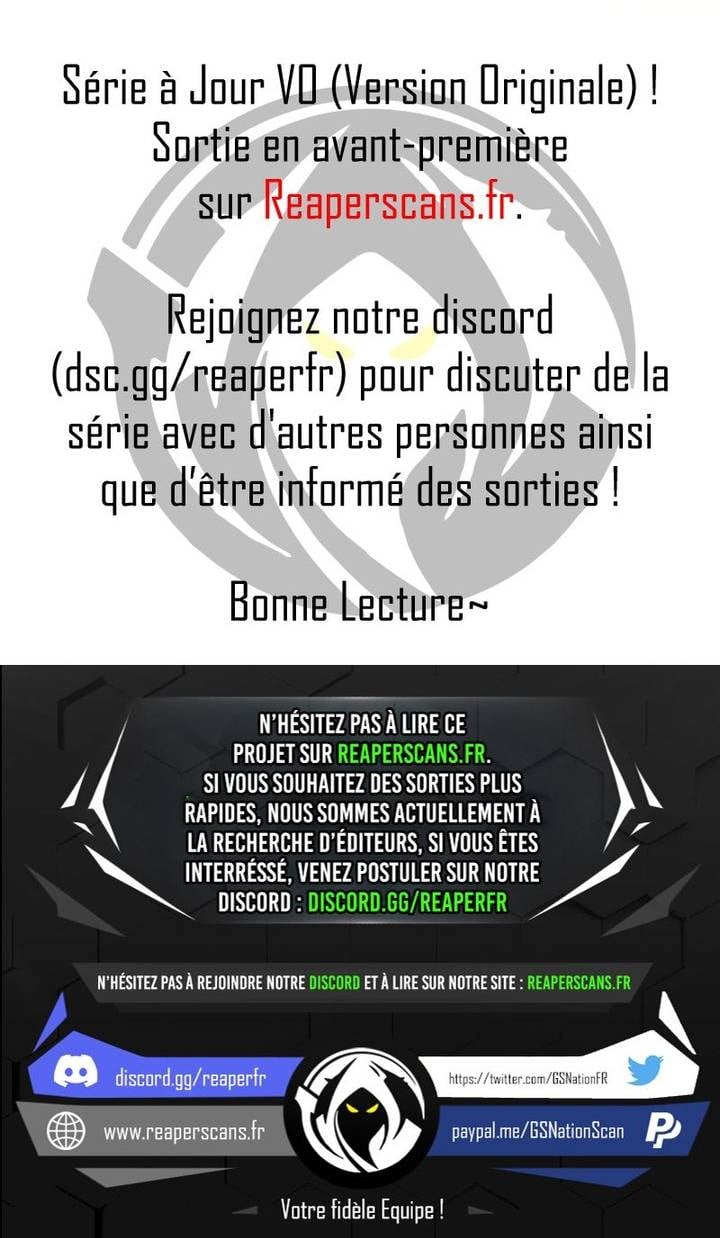 Série à Jour VO (Version Originale) !
Sortie en avant-première
sur Reaperscans.fr.
Rejoignez notre discord
(dsc.gg/reaperfr) pour discuter de la
série avec d'autres personnes ainsi
que d’être informé des sorties !
Bonne Lecture~
N’HÉSITEZ PAS À LIRE CE
PROJET SUR REAPERSCANS.FR.
SI VOUS SOUHAITEZ DES SORTIES PLUS
RAPIDES, NOUS SOMMES ACTUELLEMENT À
LA RECHERCHE D’ÉDITEURS, SI VOUS ÊTES
INTERRÉSSÉ, VENEZ POSTULER SUR NOTRE
DISCORD : DISCORD.GG/REAPERFR
N’HÉSITEZ PAS À REJOINDRE NOTRE DISCORD ET À LIRE SUR NOTRE SITE : REAPERSCANS.FR
discord.gg/reaperfr
https://twitter.com/GSNationFR
www.reaperscans.fr
paypal.me/GSNationScan
Votre fidèle Equipe !